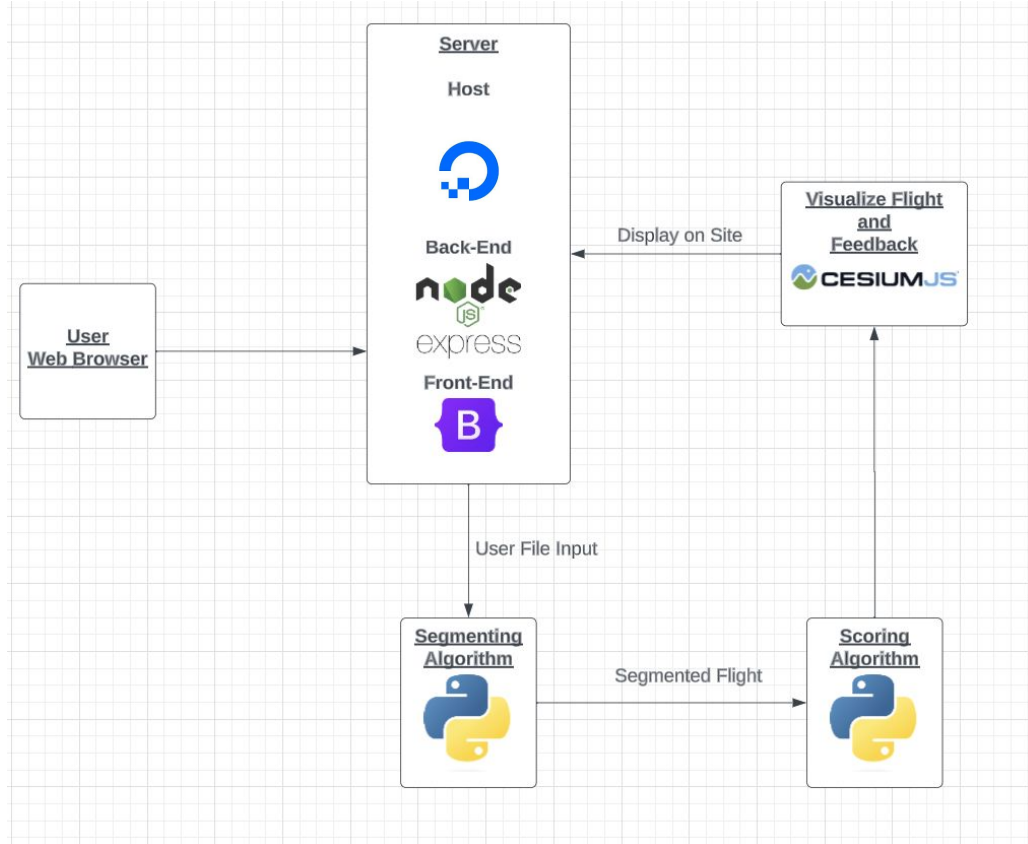 Server
Host
Back-End
node
JS
express
Front-End
B
User
Web Browser
Display on Site
Visualize Flight
and
Feedback
CESIUMJS
User File Input
Segmenting
Algorithm
Segmented Flight
Scoring
Algorithm